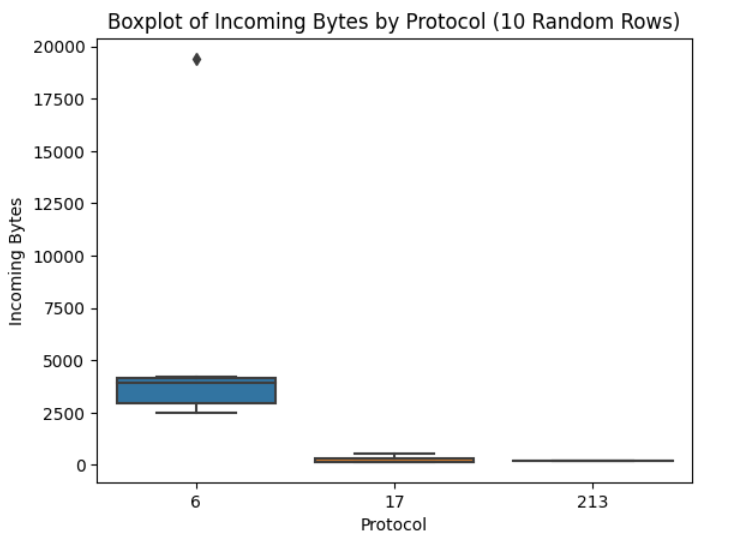 Boxplot of Incoming Bytes by Protocol (10 Random Rows)
20000
17500
15000
12500
10000
7500
5000
2500
0
Incoming Bytes
6 17 213
Protocol